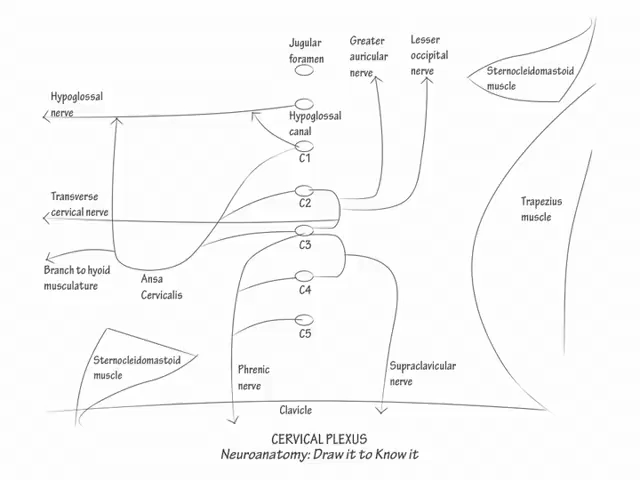 Jugular
foramen
Greater
auricular
nerve
Lesser
occipital
nerve
Sternocleidomastoid
muscle
Hypoglossal
nerve
Hypoglossal
canal
C1
Transverse
cervical nerve
C2
Trapezius
muscle
C3
Branch to hyoid
musculature
Ansa
Cervicalis
C4
C5
Sternocleidomastoid
muscle
Phrenic
nerve
Supraclavicular
nerve
Clavicle
CERVICAL PLEXUS
Neuroanatomy: Draw it to Know it